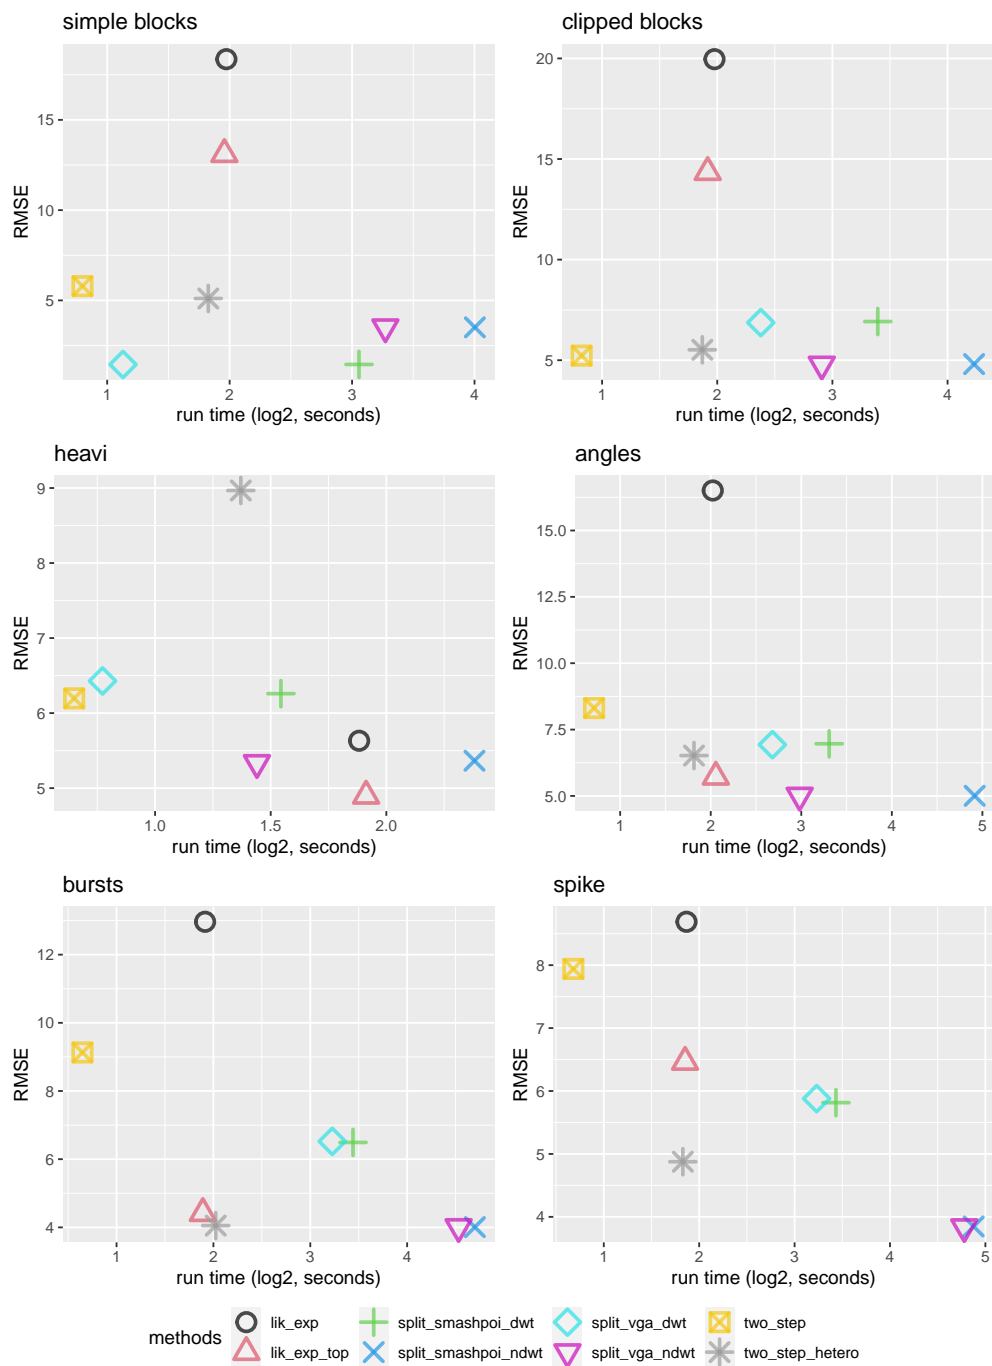 simple blocks
15
10
5
RMSE
1 2 3 4
run time (log2, seconds)
clipped blocks
20
15
10
5
RMSE
1 2 3 4
run time (log2, seconds)
heavi
9
8
7
6
5
RMSE
1.0 1.5 2.0
run time (log2, seconds)
angles
15.0
12.5
10.0
7.5
5.0
RMSE
1 2 3 4 5
run time (log2, seconds)
bursts
12
10
8
6
4
RMSE
1 2 3 4
run time (log2, seconds)
spike
8
7
6
5
4
RMSE
1 2 3 4 5
run time (log2, seconds)
methods
lik_exp split_smashpoi_dwt split_vga_dwt two_step
lik_exp_top split_smashpoi_ndwt split_vga_ndwt two_step_hetero